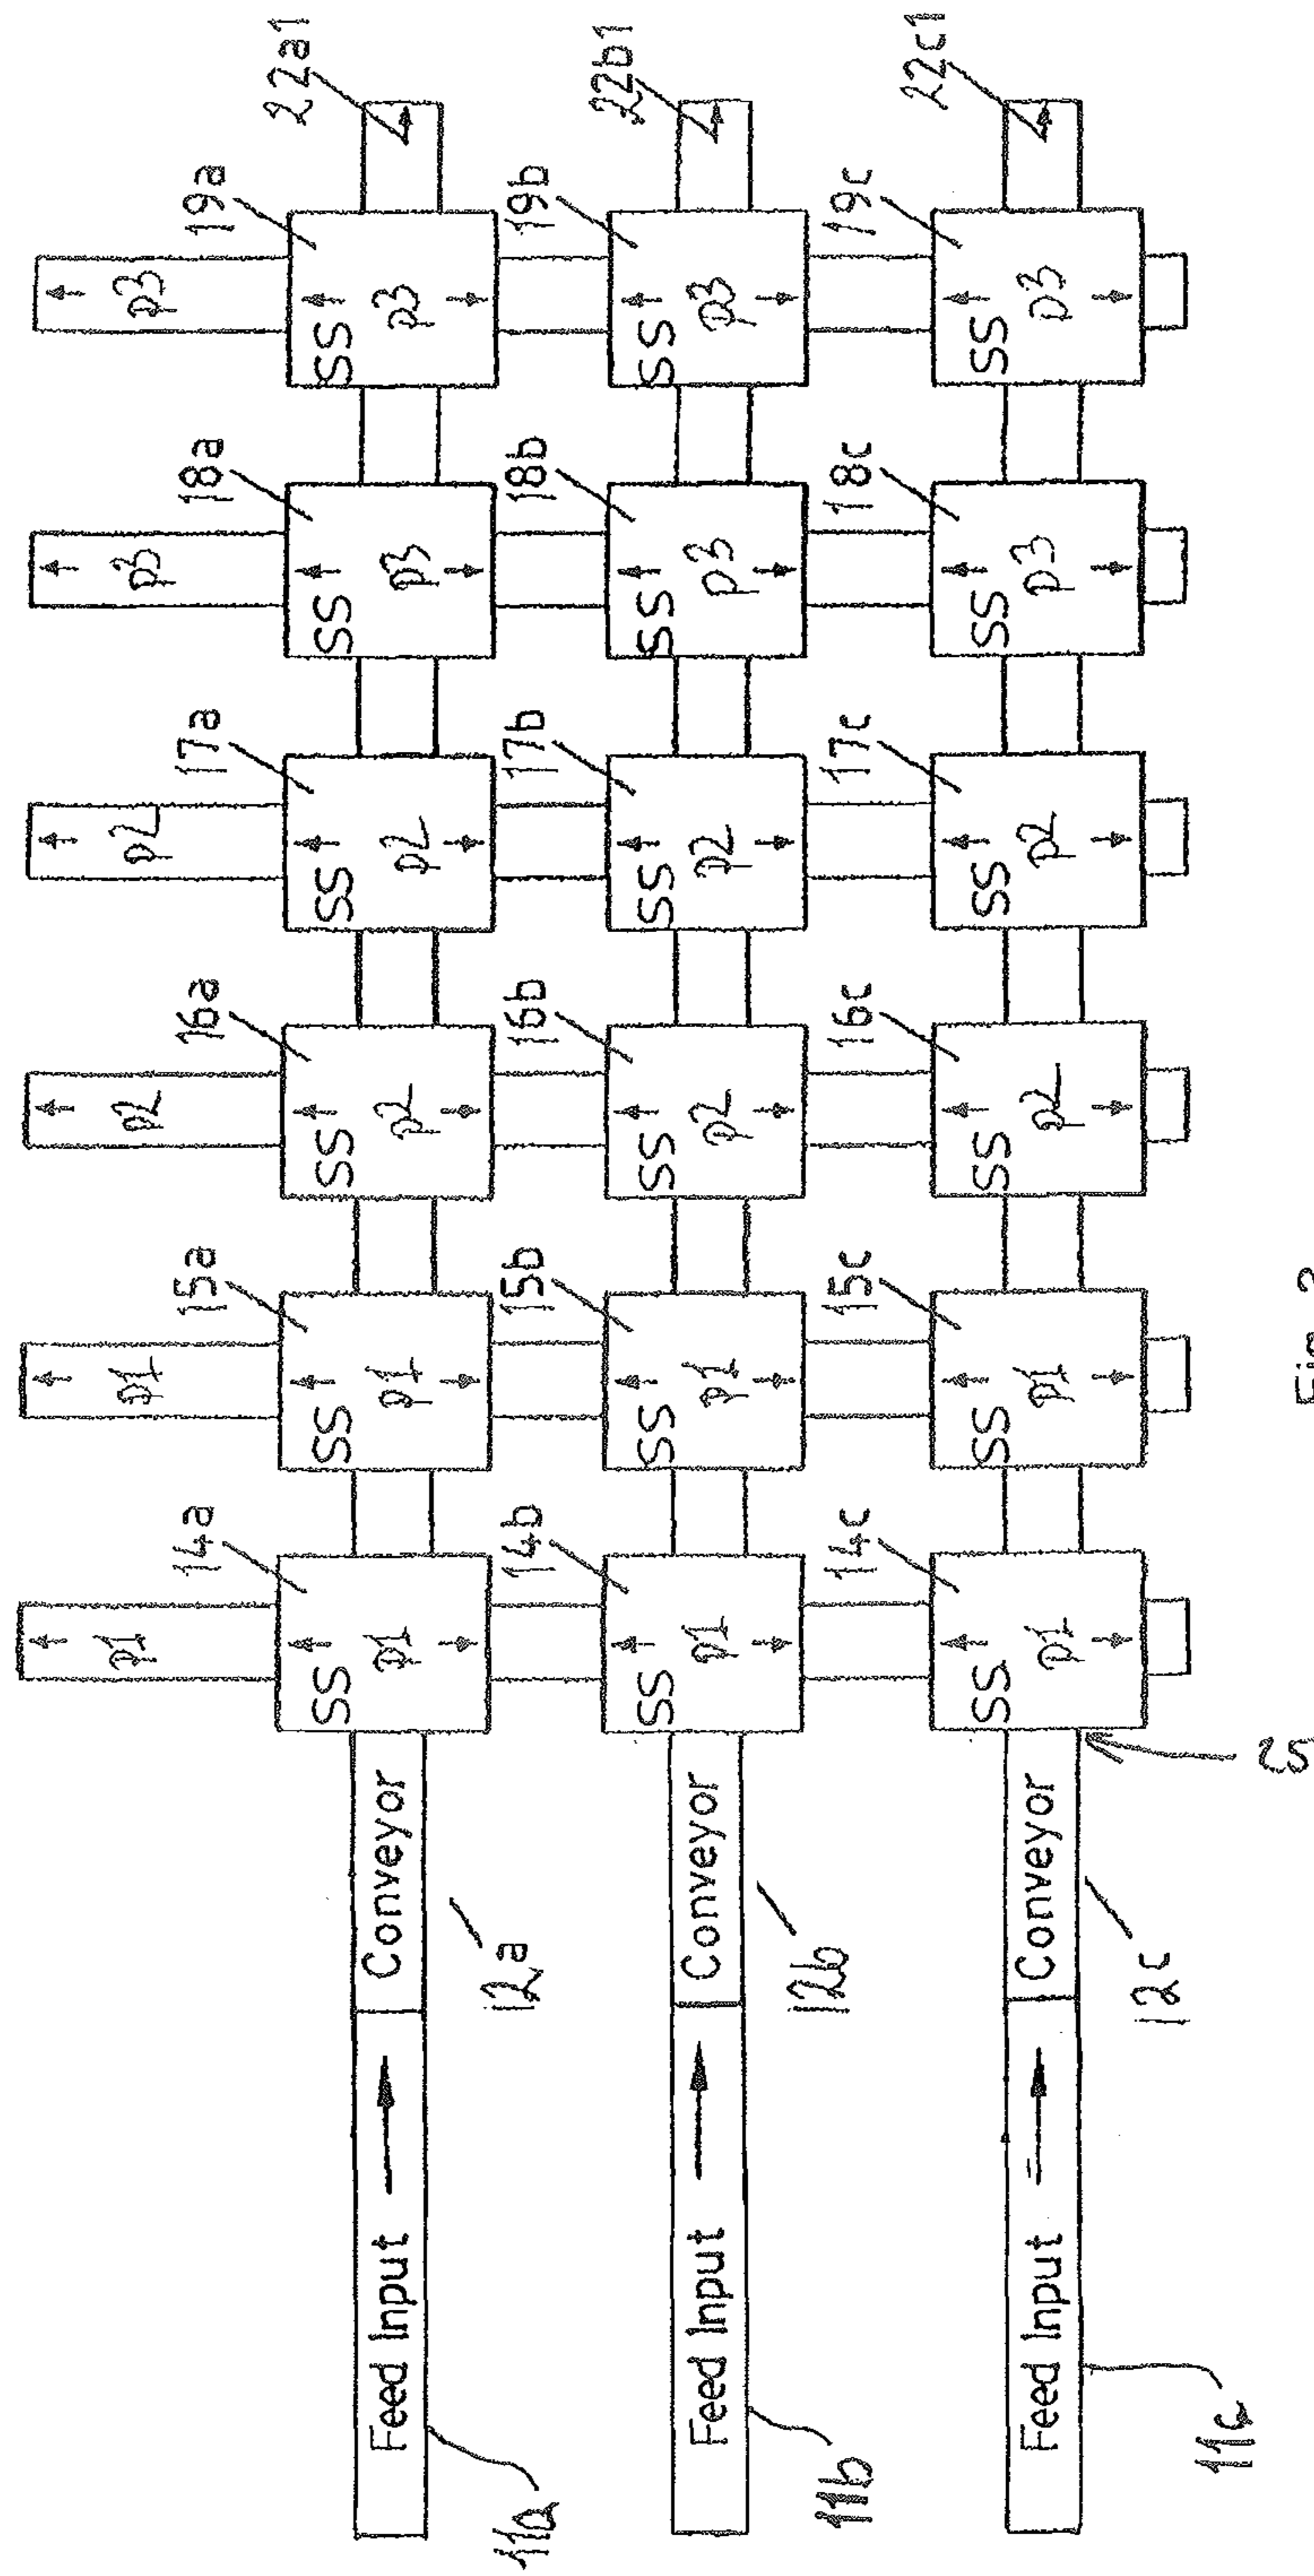 22a1
22b1
22c1
19a
19b
19c
p3
SS p3
SS p3
SS p3
18a
18b
18c
p3
SS p3
SS p3
SS p3
17a
17b
17c
p2
SS p2
SS p2
SS p2
16a
16b
16c
p2
SS p2
SS p2
SS p2
15a
15b
15c
p1
SS p1
SS p1
SS p1
14a
14b
14c
p1
SS p1
SS p1
SS p1
25
Feed Input
Conveyor
12a
11a
Feed Input
Conveyor
12b
11b
Feed Input
Conveyor
12c
11c